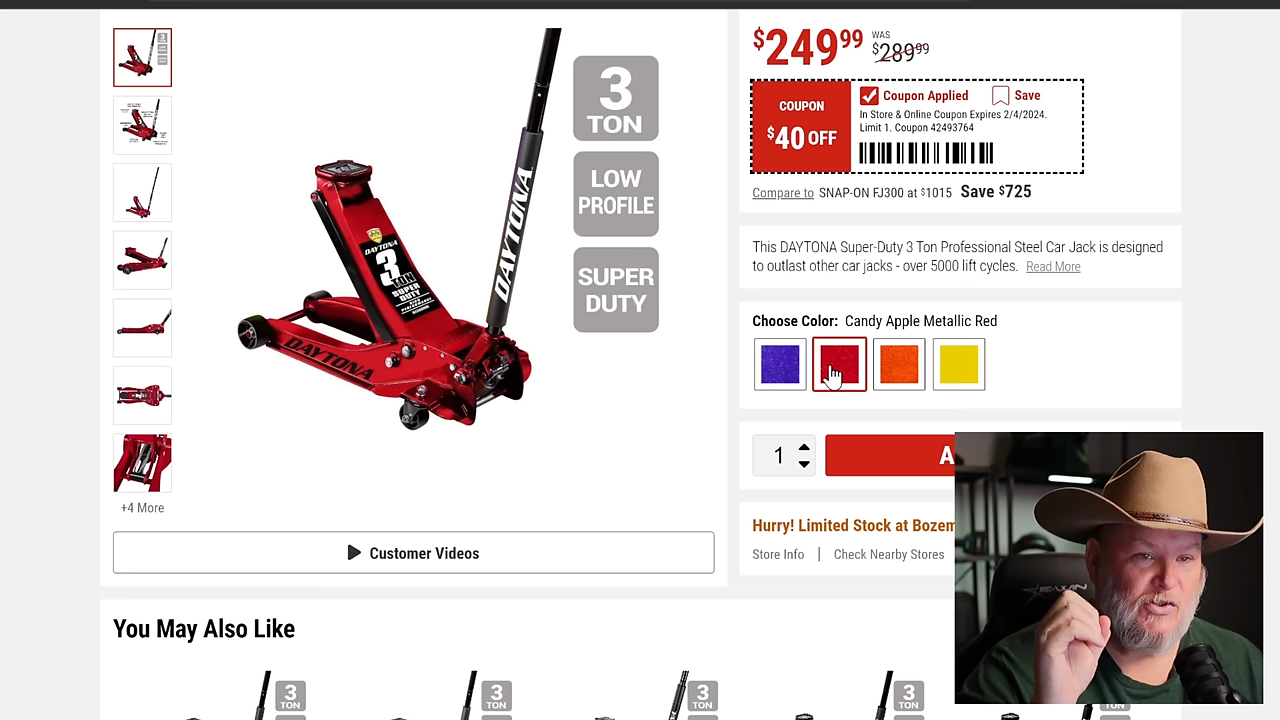 $249 99
WAS
$289 99
COUPON
$40 OFF
Coupon Applied
Save
In Store & Online Coupon Expires 2/4/2024.
Limit 1. Coupon 42493764
Compare to SNAP-ON FJ300 at $1015 Save $725
This DAYTONA Super-Duty 3 Ton Professional Steel Car Jack is designed
to outlast other car jacks - over 5000 lift cycles. Read More
Choose Color: Candy Apple Metallic Red
1
A
Hurry! Limited Stock at Bozem
Store Info | Check Nearby Stores
3
TON
LOW
PROFILE
SUPER
DUTY
DAYTONA
DAYTONA
3
TON
SUPER
DUTY
DAYTONA
+4 More
Customer Videos
You May Also Like
3
TON
3
TON
3
TON
3
TON
TON